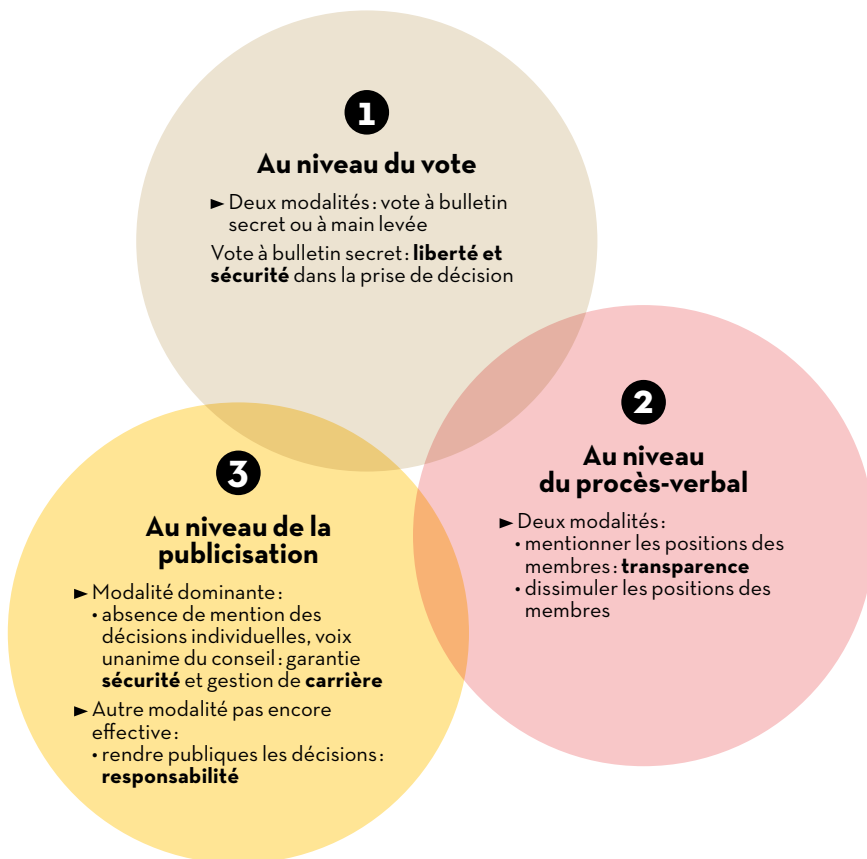 1
Au niveau du vote
► Deux modalités : vote à bulletin
secret ou à main levée
Vote à bulletin secret : liberté et
sécurité dans la prise de décision
2
Au niveau
du procès-verbal
► Deux modalités :
• mentionner les positions des
membres : transparence
• dissimuler les positions des
membres
3
Au niveau de la
publicisation
► Modalité dominante :
• absence de mention des
décisions individuelles, voix
unanime du conseil : garantie
sécurité et gestion de carrière
► Autre modalité pas encore
effective :
• rendre publiques les décisions :
responsabilité